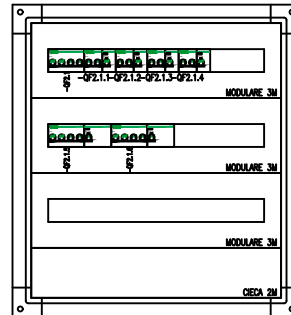 -QF2.1 -QF2.1.1 -QF2.1.2 -QF2.1.3 -QF2.1.4
MODULARE 3M
-QF2.1.5 -QF2.1.6
MODULARE 3M
MODULARE 3M
CIECA 2M